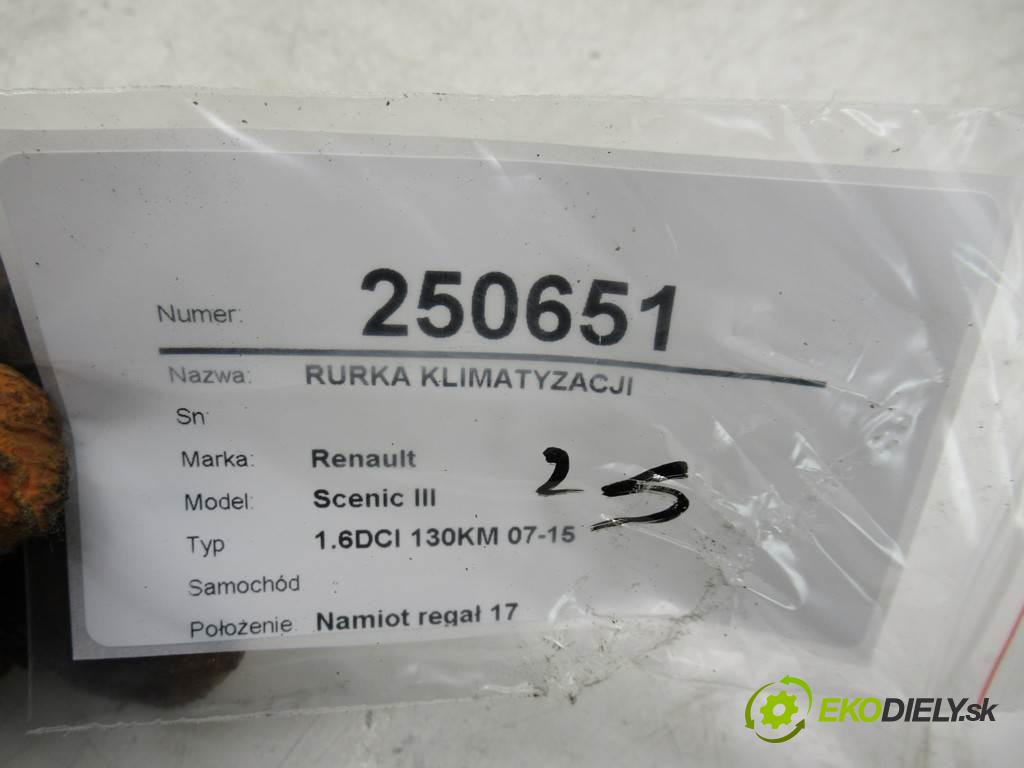 Numer: 250651
Nazwa: RURKA KLIMATYZACJI
Sn
Marka: Renault
Model: Scenic III
Typ 1.6DCI 130KM 07-15
Samochód
Położenie: Namiot regał 17
25
EKODIELY.sk